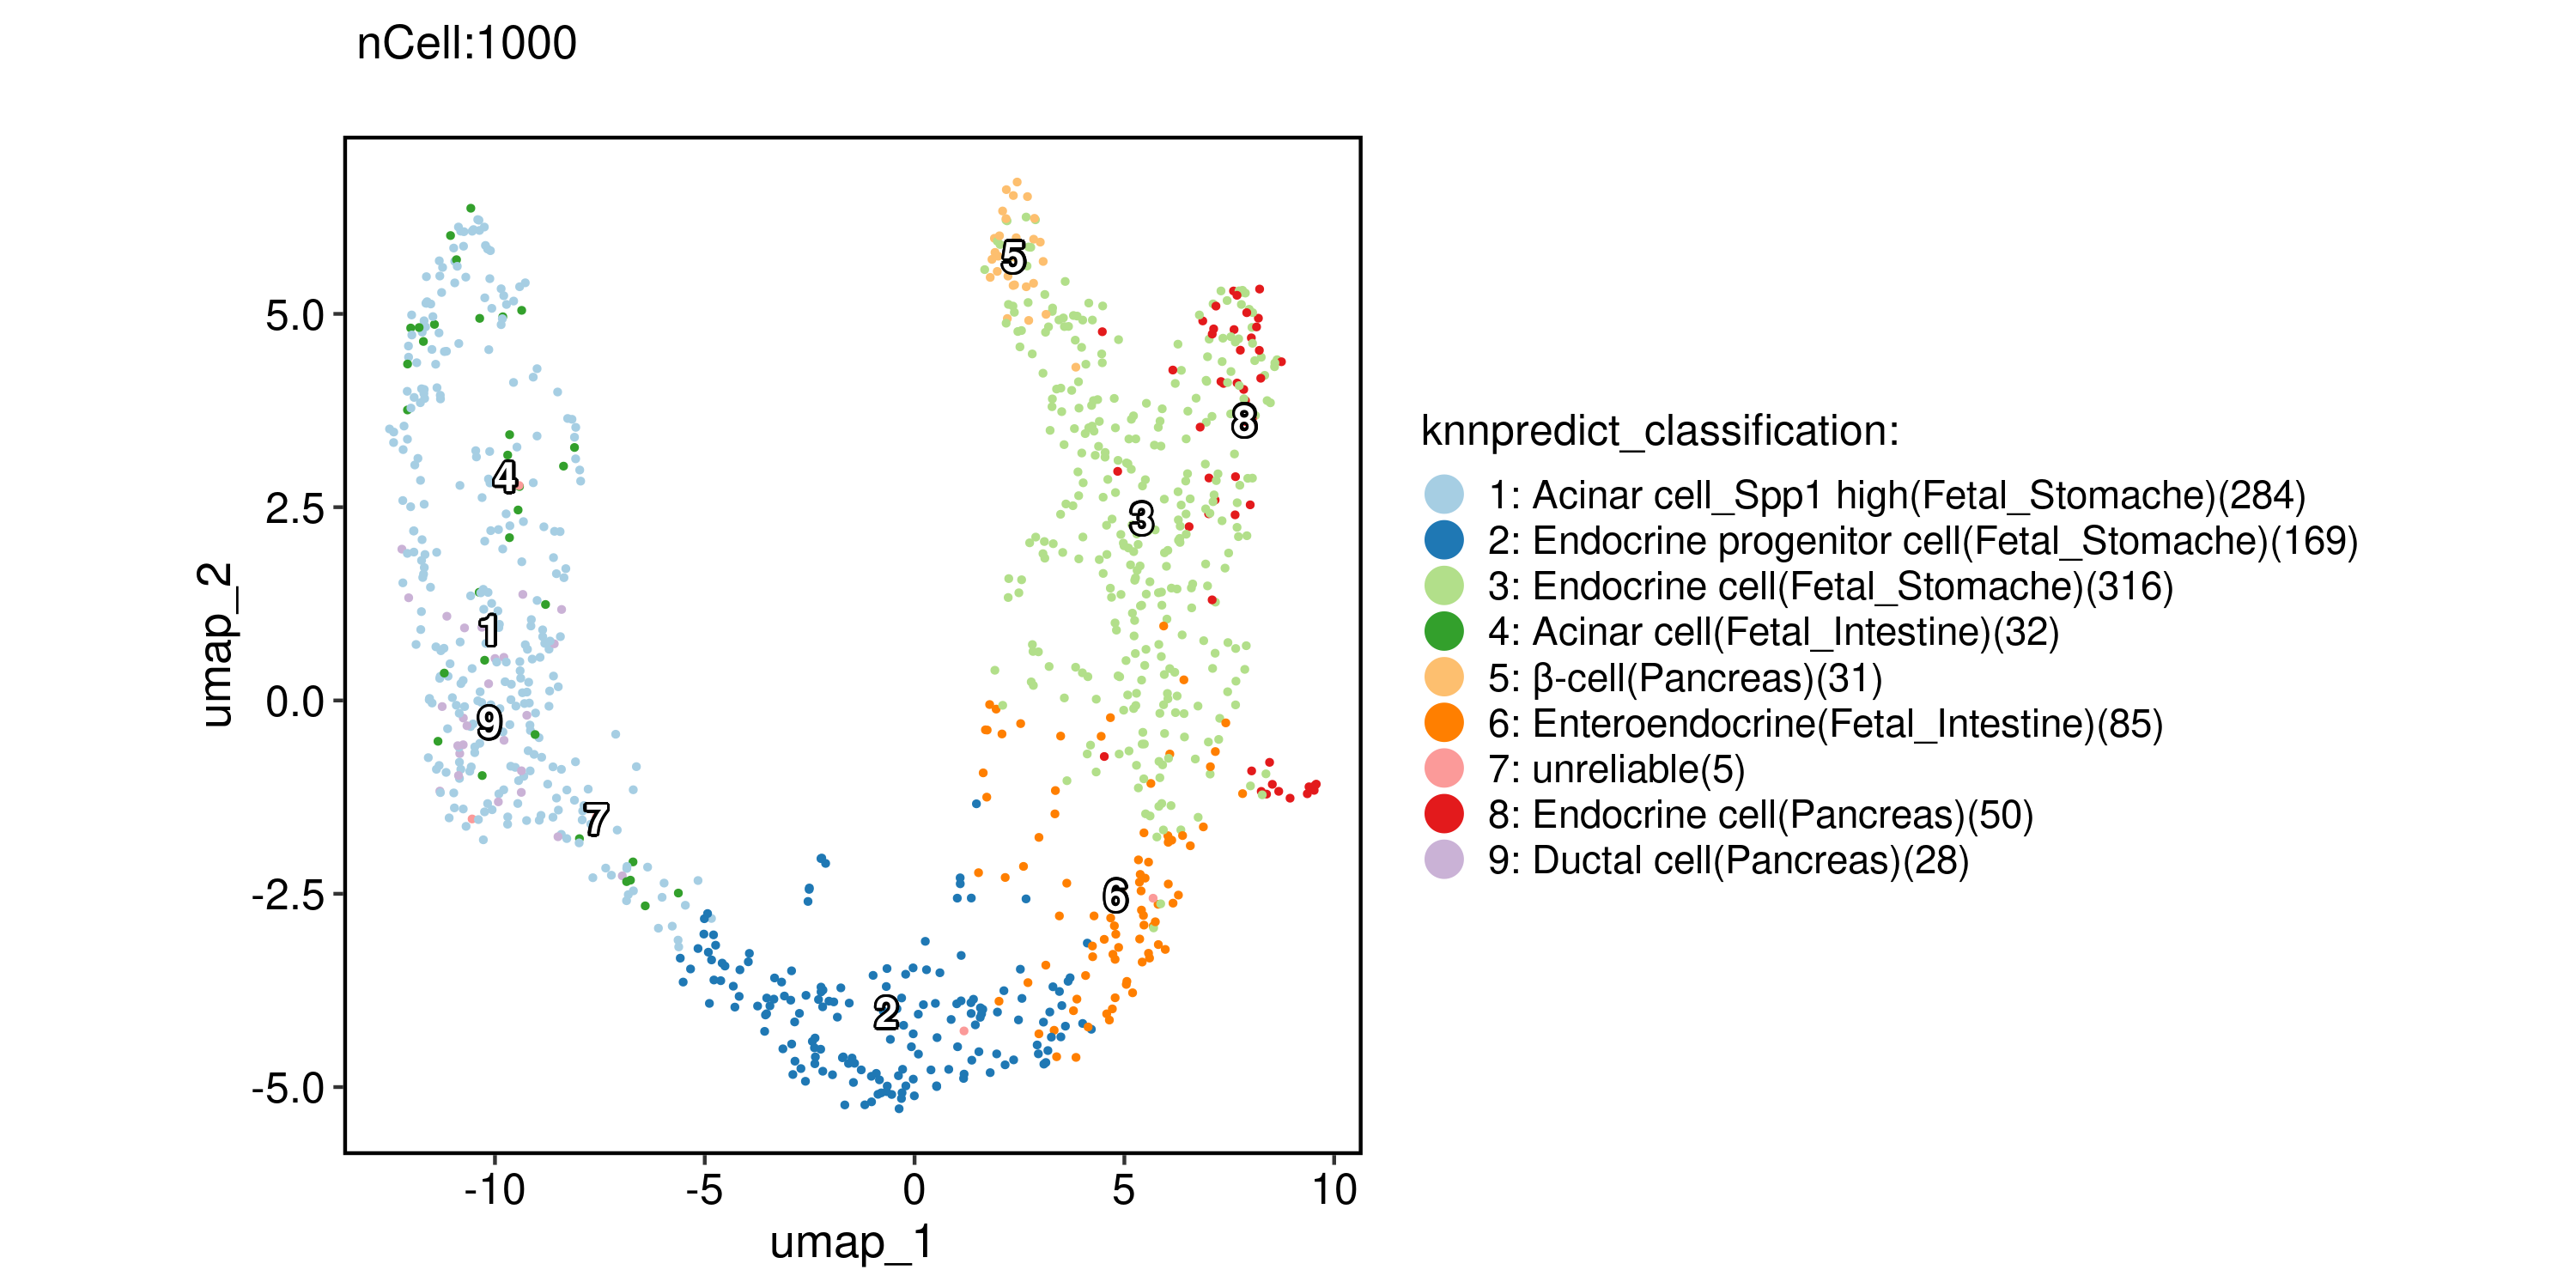 nCell:1000
5
8
4
3
1
9
7
6
2
5.0
2.5
0.0
-2.5
-5.0
umap_2
-10
-5
0
5
10
umap_1
knnpredict_classification:
1: Acinar cell_Spp1 high(Fetal_Stomache)(284)
2: Endocrine progenitor cell(Fetal_Stomache)(169)
3: Endocrine cell(Fetal_Stomache)(316)
4: Acinar cell(Fetal_Intestine)(32)
5: β-cell(Pancreas)(31)
6: Enteroendocrine(Fetal_Intestine)(85)
7: unreliable(5)
8: Endocrine cell(Pancreas)(50)
9: Ductal cell(Pancreas)(28)